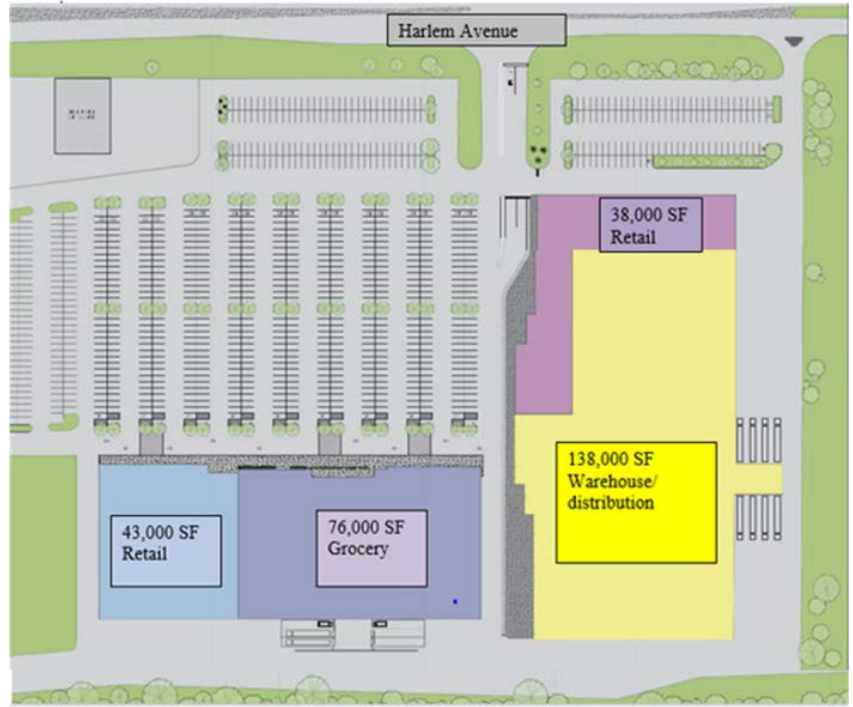 Harlem Avenue
38,000 SF
Retail
138,000 SF
Warehouse/
distribution
43,000 SF
Retail
76,000 SF
Grocery